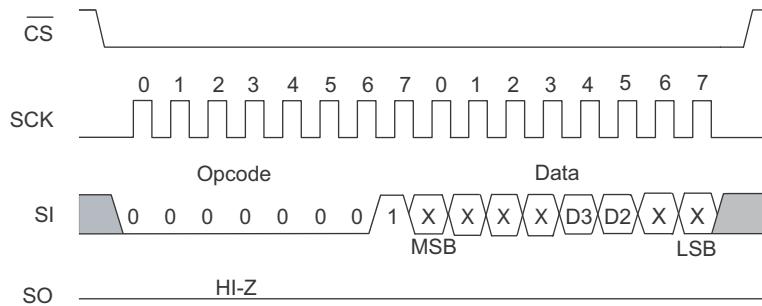 CS
0 1 2 3 4 5 6 7 0 1 2 3 4 5 6 7
SCK
Opcode Data
SI 0 0 0 0 0 0 0 1 X X X X D3 D2 X X
MSB LSB
HI-Z
SO